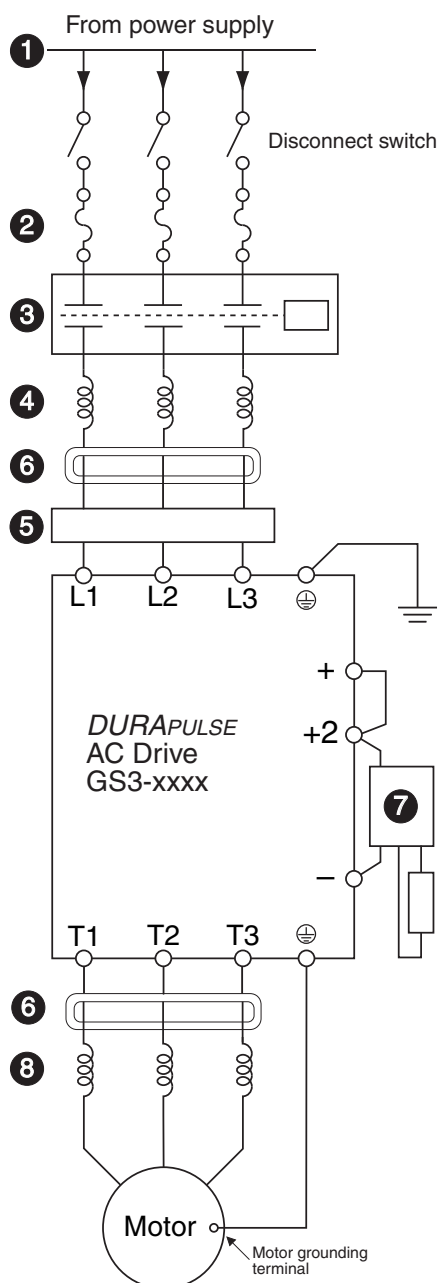 From power supply
1
Disconnect switch
2
3
4
6
5
L1 L2 L3
+
DURAPULSE
AC Drive
GS3-xxxx
+2
7
−
T1 T2 T3
6
8
Motor
Motor grounding
terminal